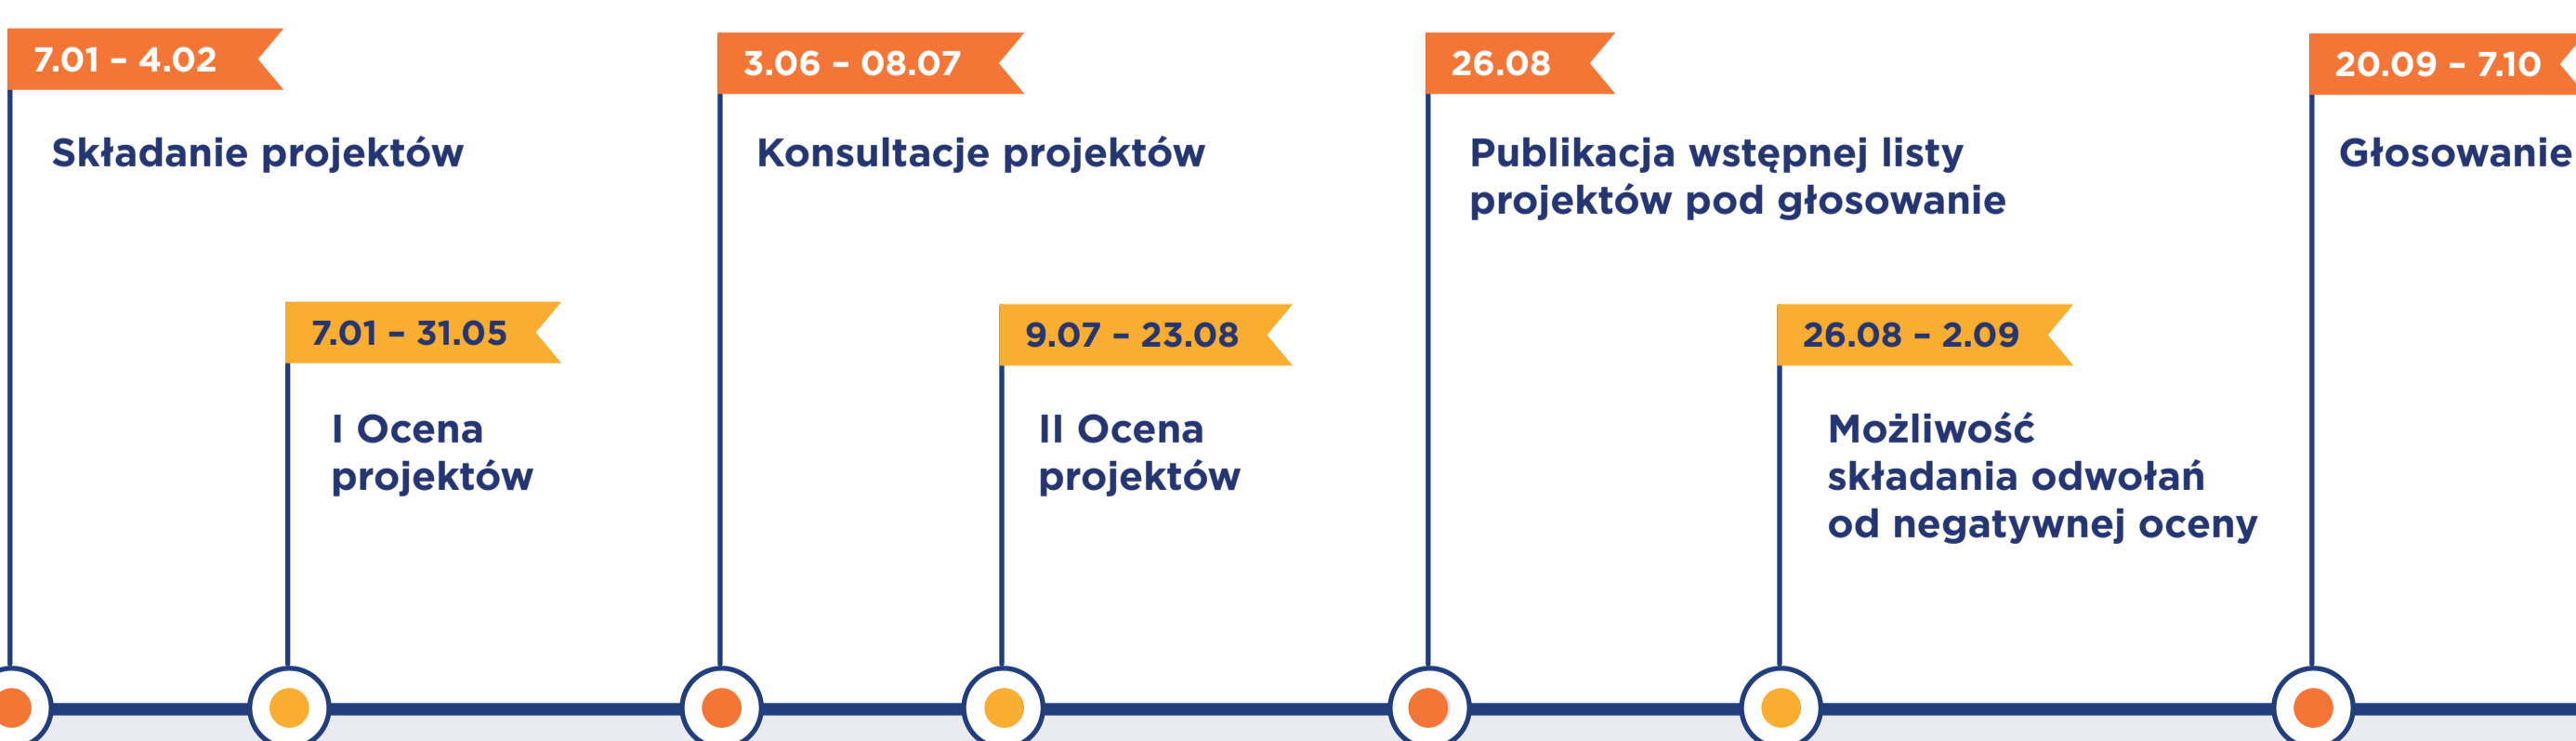 7.01 – 4.02
Składanie projektów
7.01 – 31.05
I Ocena
projektów
3.06 – 08.07
Konsultacje projektów
9.07 – 23.08
II Ocena
projektów
26.08
Publikacja wstępnej listy
projektów pod głosowanie
26.08 – 2.09
Możliwość
składania odwołań
od negatywnej oceny
20.09 – 7.10
Głosowanie